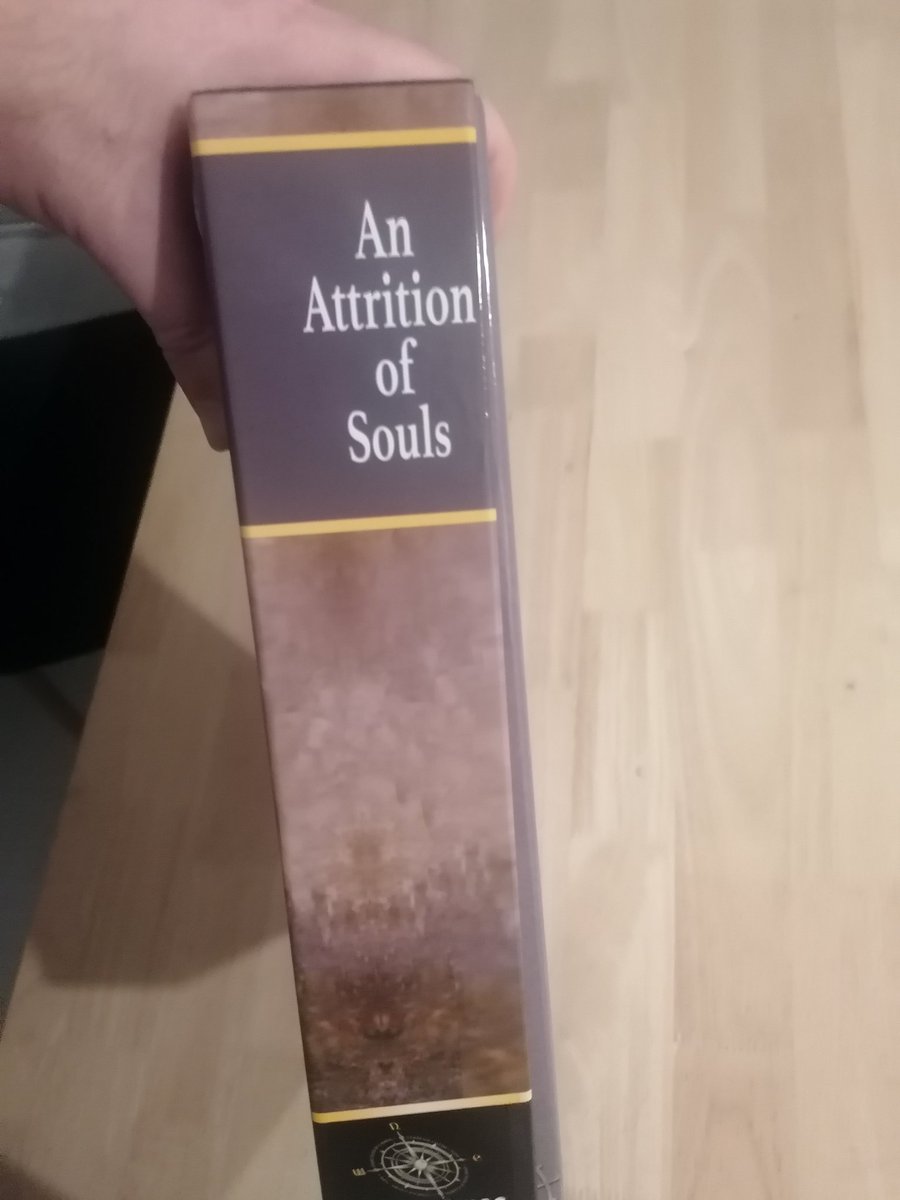 An
Attrition
of
Souls